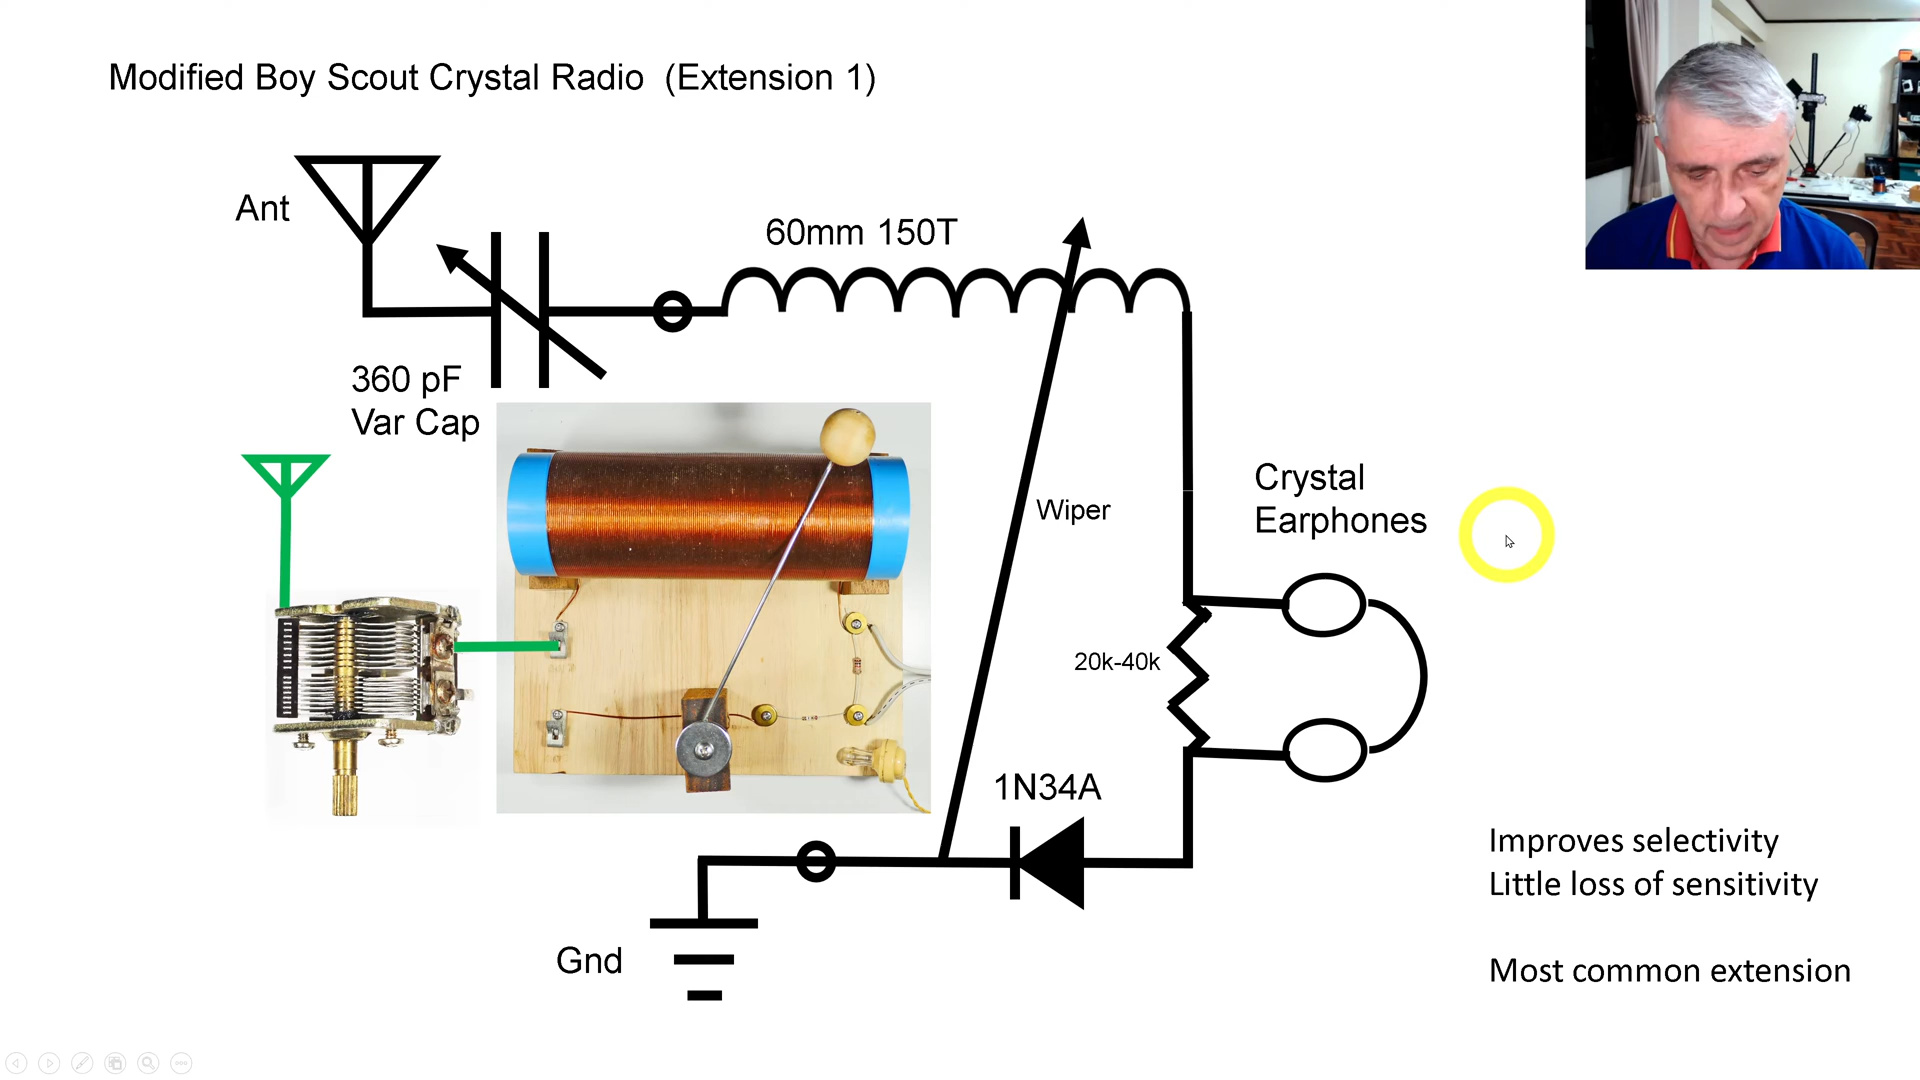 Modified Boy Scout Crystal Radio  (Extension 1)
Ant
60mm 150T
360 pF
Var Cap
Crystal
Earphones
Wiper
20k-40k
1N34A
Improves selectivity
Little loss of sensitivity
Gnd
Most common extension